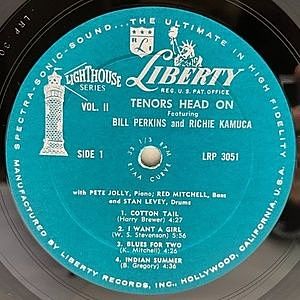 SPECTRA-SONIC-SOUND...THE ULTIMATE IN HIGH FIDELITY
LIGHTHOUSE
SERIES
LR
LIBERTY
REG. U.S. PAT. OFFICE
VOL. II
TENORS HEAD ON
Featuring
BILL PERKINS and RICHIE KAMUCA
SIDE 1
33 1/3 RPM
LRP 3051
with PETE JOLLY, Piano; RED MITCHELL, Bass
and STAN LEVEY, Drums
1. COTTON TAIL
(Harry Brewer) - 4:27
2. I WANT A GIRL
(W. S. Stevenson) 5:56
3. BLUES FOR TWO
(K. Mitchell) - 3:26
4. INDIAN SUMMER
(B. Gregory) - 4:36
MANUFACTURED BY LIBERTY RECORDS, INC., HOLLYWOOD, CALIFORNIA, U.S.A.